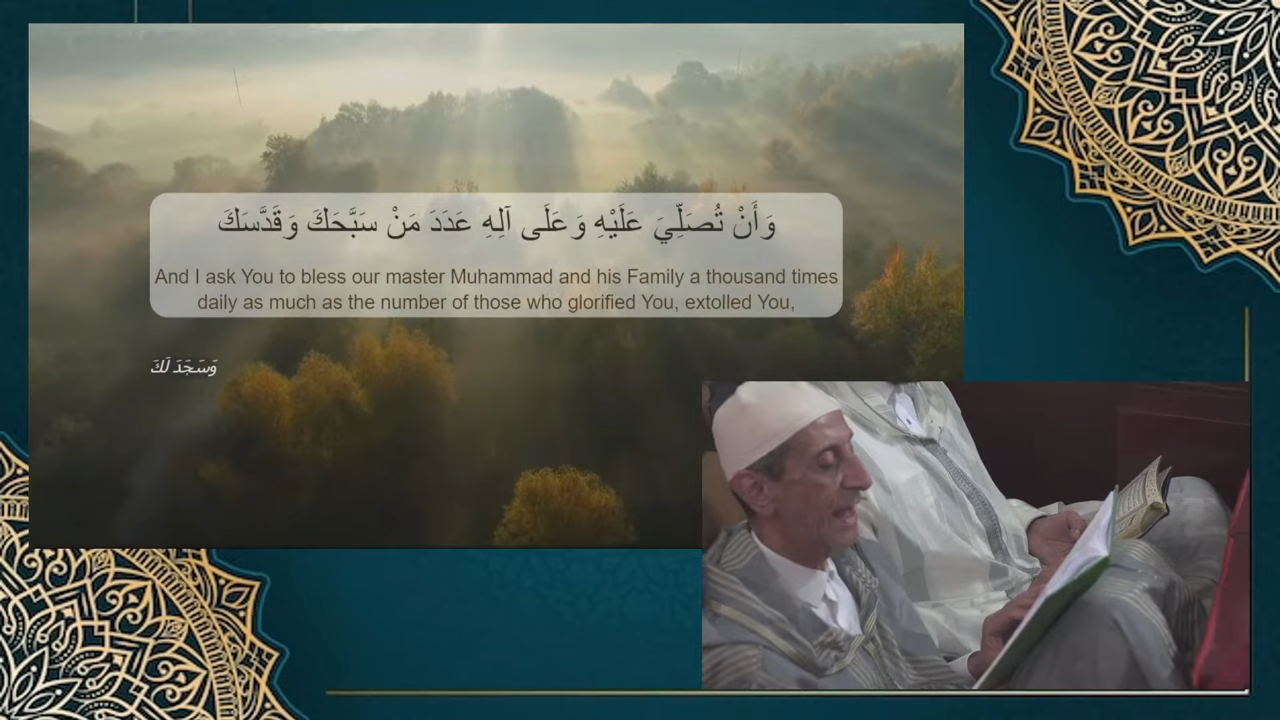 وَأَنْ تُصَلِّيَ عَلَيْهِ وَعَلَى آلِهِ عَدَدَ مَنْ سَبَّحَكَ وَقَدَّسَكَ
And I ask You to bless our master Muhammad and his Family a thousand times
daily as much as the number of those who glorified You, extolled You,
وَسَجَدَ لَكَ